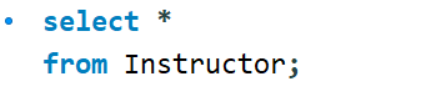 • select *
from Instructor;